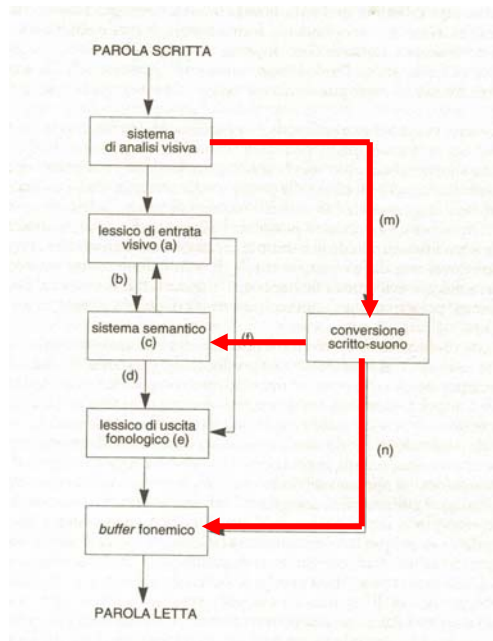 PAROLA SCRITTA
sistema
di analisi visiva
(m)
lessico di entrata
visivo (a)
(b)
sistema semantico
(c)
(f)
conversione
scritto-suono
(d)
lessico di uscita
fonologico (e)
(n)
buffer fonemico
PAROLA LETTA